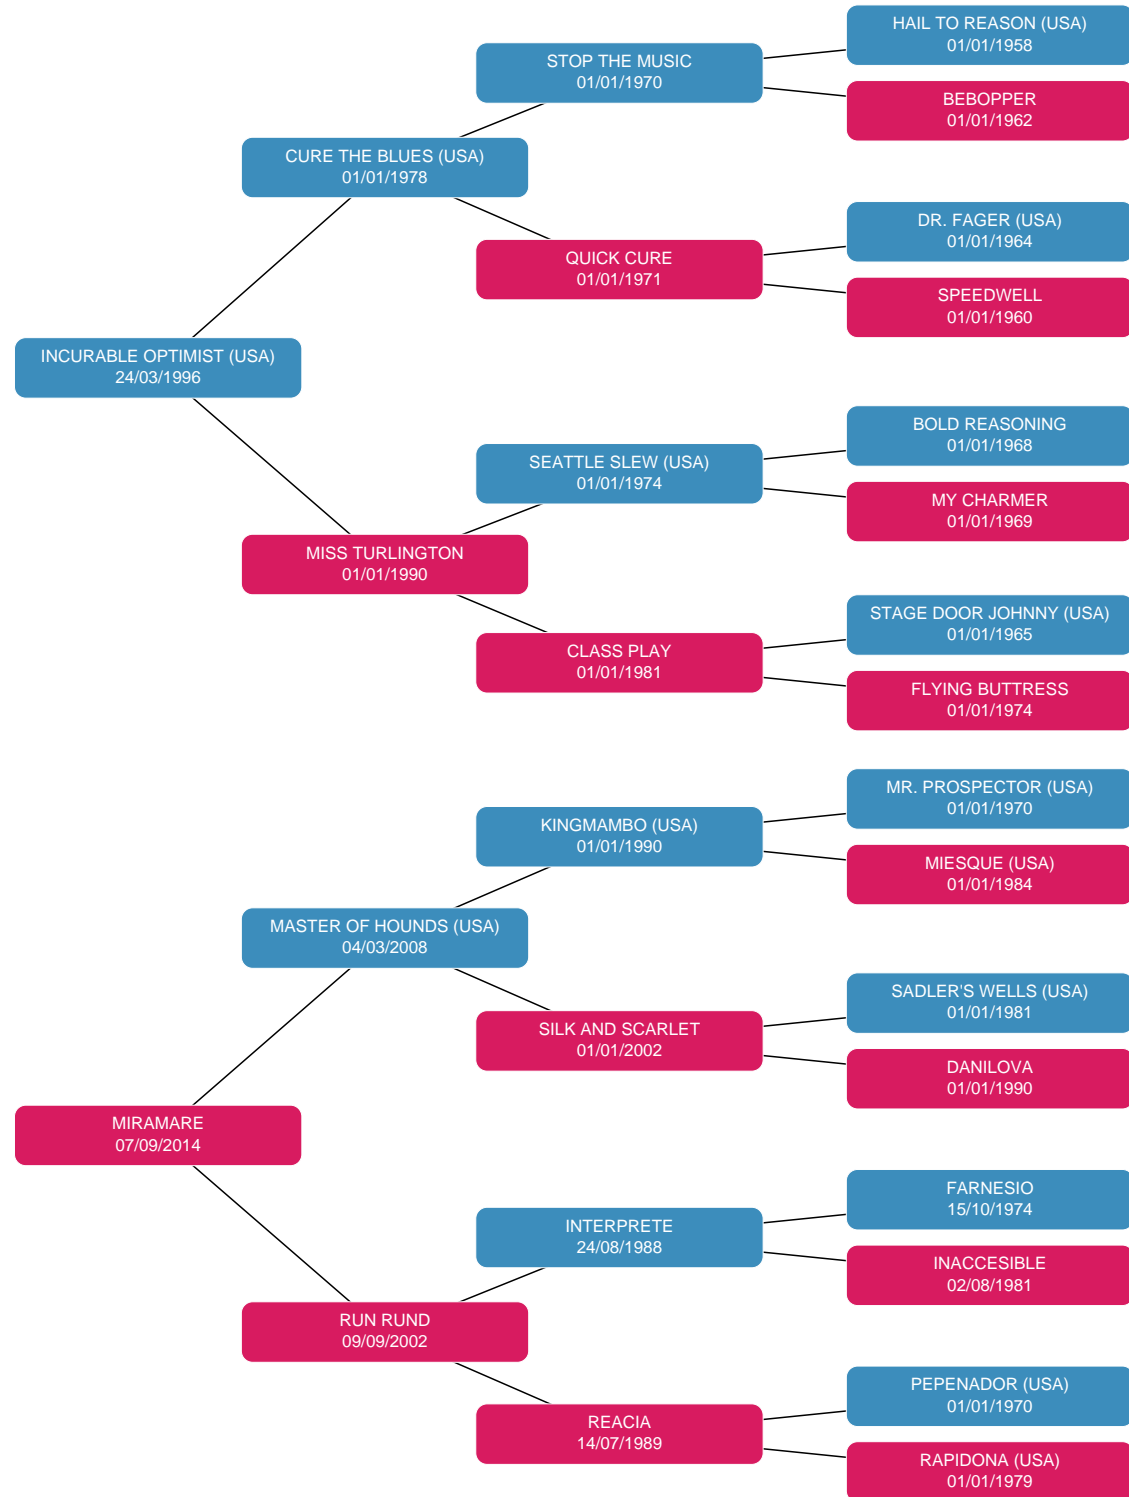 HAIL TO REASON (USA)
01/01/1958
STOP THE MUSIC
01/01/1970
BEBOPPER
01/01/1962
CURE THE BLUES (USA)
01/01/1978
DR. FAGER (USA)
01/01/1964
QUICK CURE
01/01/1971
SPEEDWELL
01/01/1960
INCURABLE OPTIMIST (USA)
24/03/1996
BOLD REASONING
01/01/1968
SEATTLE SLEW (USA)
01/01/1974
MY CHARMER
01/01/1969
MISS TURLINGTON
01/01/1990
STAGE DOOR JOHNNY (USA)
01/01/1965
CLASS PLAY
01/01/1981
FLYING BUTTRESS
01/01/1974
MR. PROSPECTOR (USA)
01/01/1970
KINGMAMBO (USA)
01/01/1990
MIESQUE (USA)
01/01/1984
MASTER OF HOUNDS (USA)
04/03/2008
SADLER'S WELLS (USA)
01/01/1981
SILK AND SCARLET
01/01/2002
DANILOVA
01/01/1990
MIRAMARE
07/09/2014
FARNESIO
15/10/1974
INTERPRETE
24/08/1988
INACCESIBLE
02/08/1981
RUN RUND
09/09/2002
PEPENADOR (USA)
01/01/1970
REACIA
14/07/1989
RAPIDONA (USA)
01/01/1979